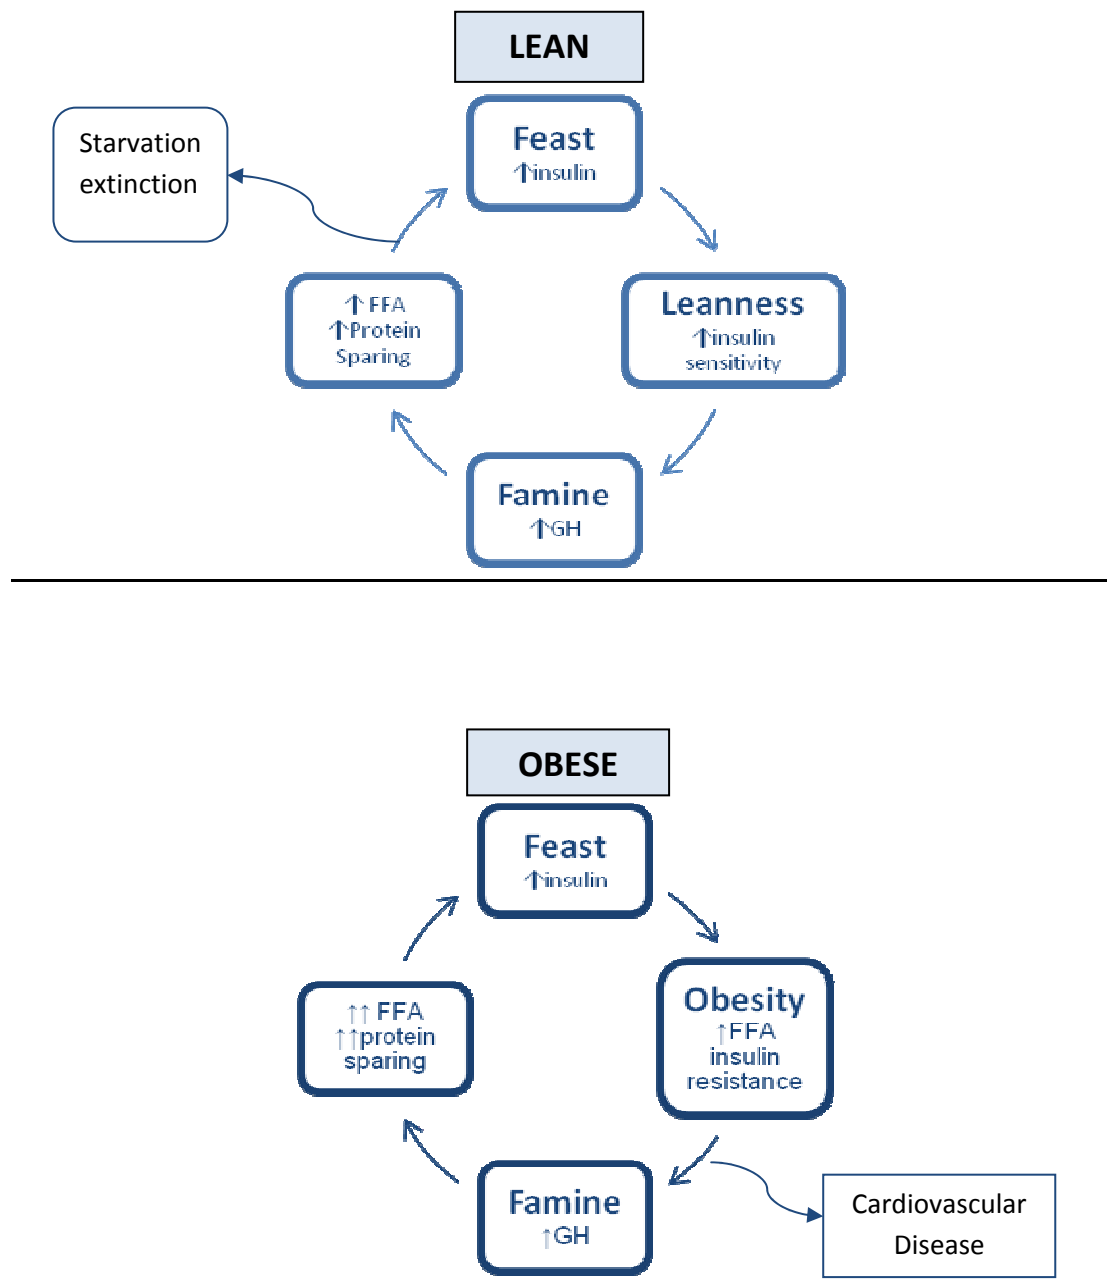 LEAN
Feast
↑insulin
Starvation
extinction
↑ FFA
↑Protein
Sparing
Leanness
↑insulin
sensitivity
Famine
↑GH
OBESE
Feast
↑insulin
↑↑ FFA
↑↑protein
sparing
Obesity
↑FFA
insulin
resistance
Famine
↑GH
Cardiovascular
Disease